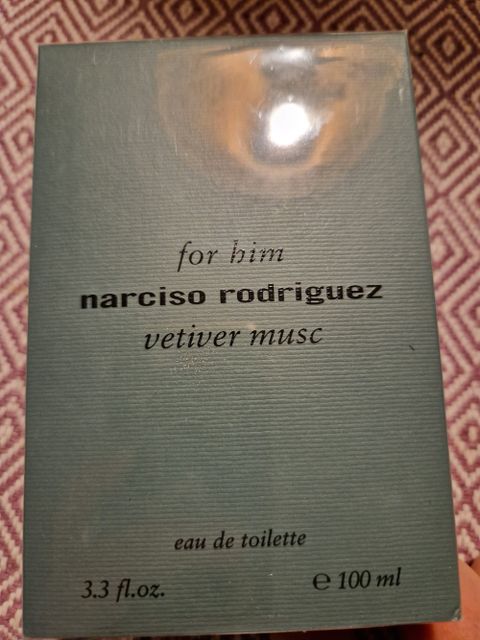 for him
narciso rodriguez
vetiver musc
eau de toilette
3.3 fl.oz. ℮ 100 ml